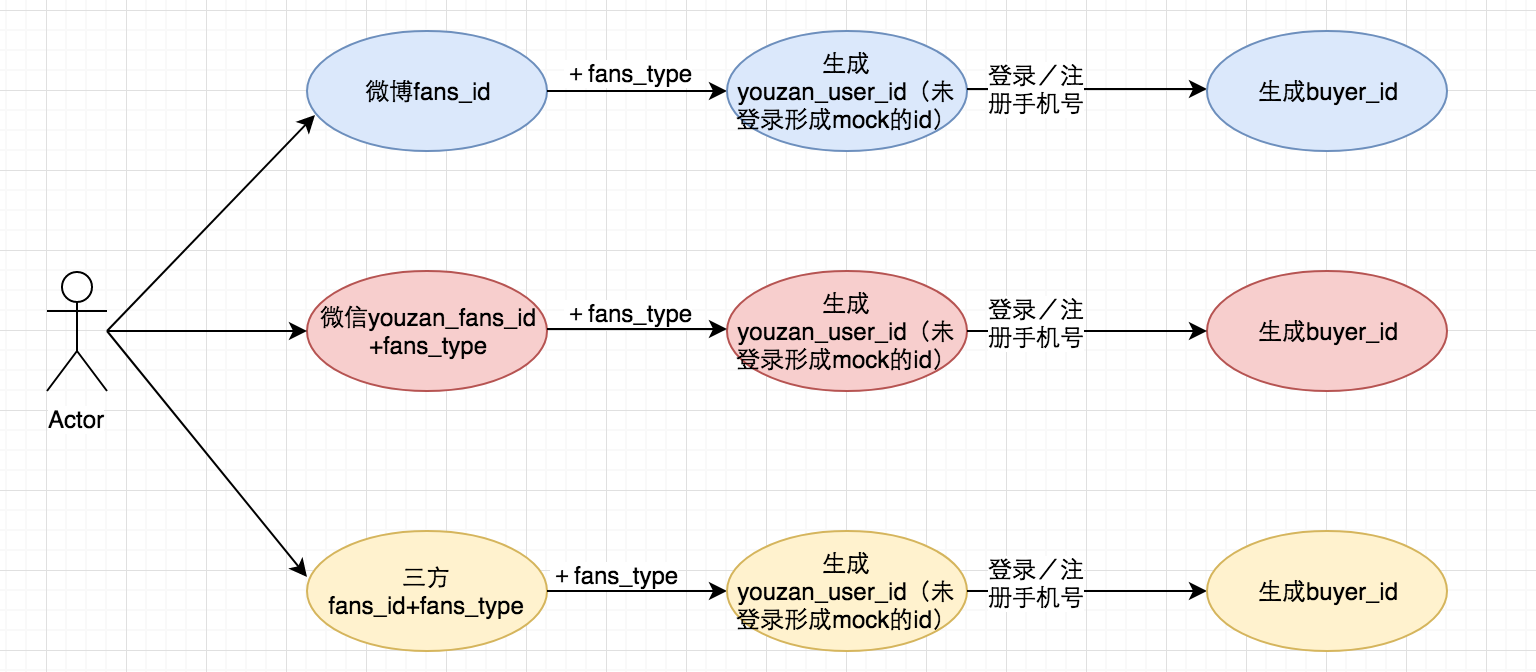 微博fans_id
＋fans_type
生成
youzan_user_id（未
登录形成mock的id）
登录／注
册手机号
生成buyer_id
微信youzan_fans_id
+fans_type
＋fans_type
生成
youzan_user_id（未
登录形成mock的id）
登录／注
册手机号
生成buyer_id
Actor
三方
fans_id+fans_type
＋fans_type
生成
youzan_user_id（未
登录形成mock的id）
登录／注
册手机号
生成buyer_id